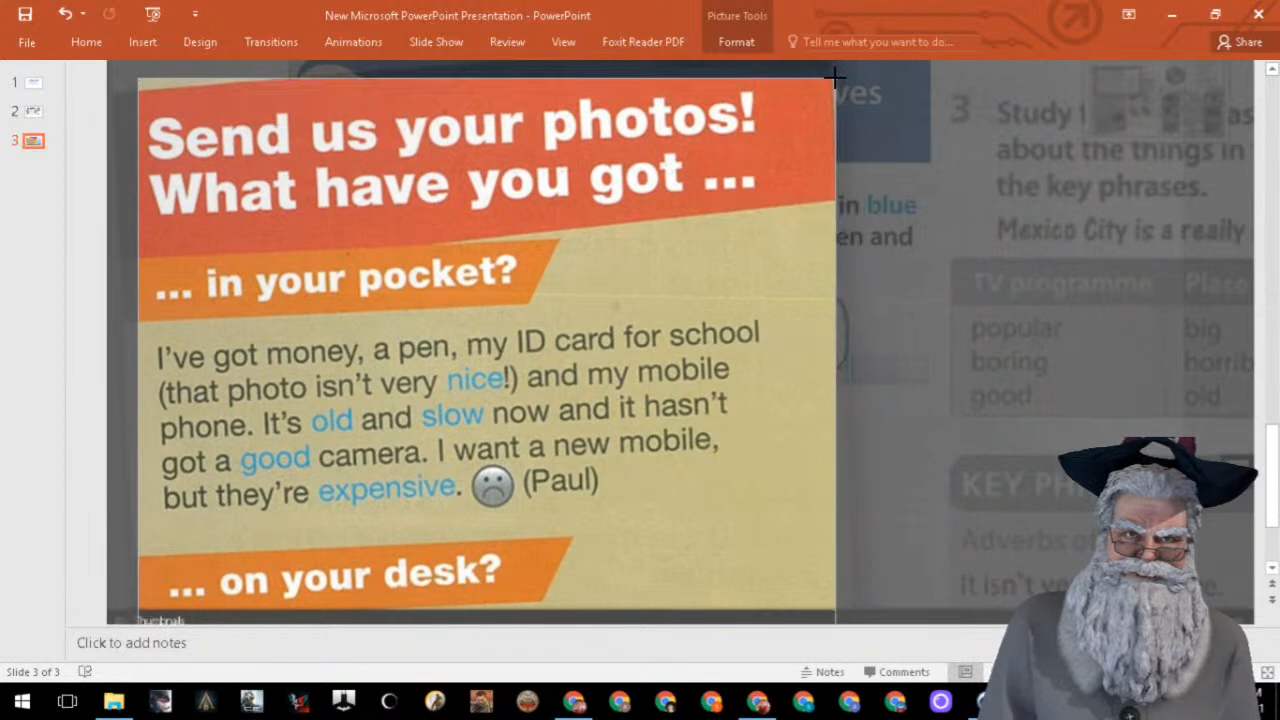 New Microsoft PowerPoint Presentation - PowerPoint
Picture Tools
File Home Insert Design Transitions Animations Slide Show Review View Foxit Reader PDF Format Tell me what you want to do... Share
1
2
3
Send us your photos!
What have you got ...
... in your pocket?
I've got money, a pen, my ID card for school
(that photo isn't very nice!) and my mobile
phone. It's old and slow now and it hasn't
got a good camera. I want a new mobile,
but they're expensive. (Paul)
... on your desk?
Thumbnails
in blue
3 Study
about the things in
the key phrases.
Mexico City is a really
TV programme
popular big
boring
good old
Adverbs
It isn't
Click to add notes
Slide 3 of 3 Notes Comments